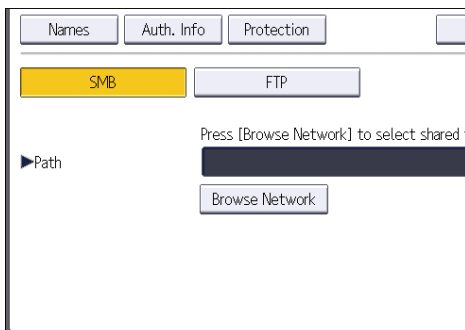 Names Auth. Info Protection
SMB FTP
Press [Browse Network] to select shared
▶Path
Browse Network